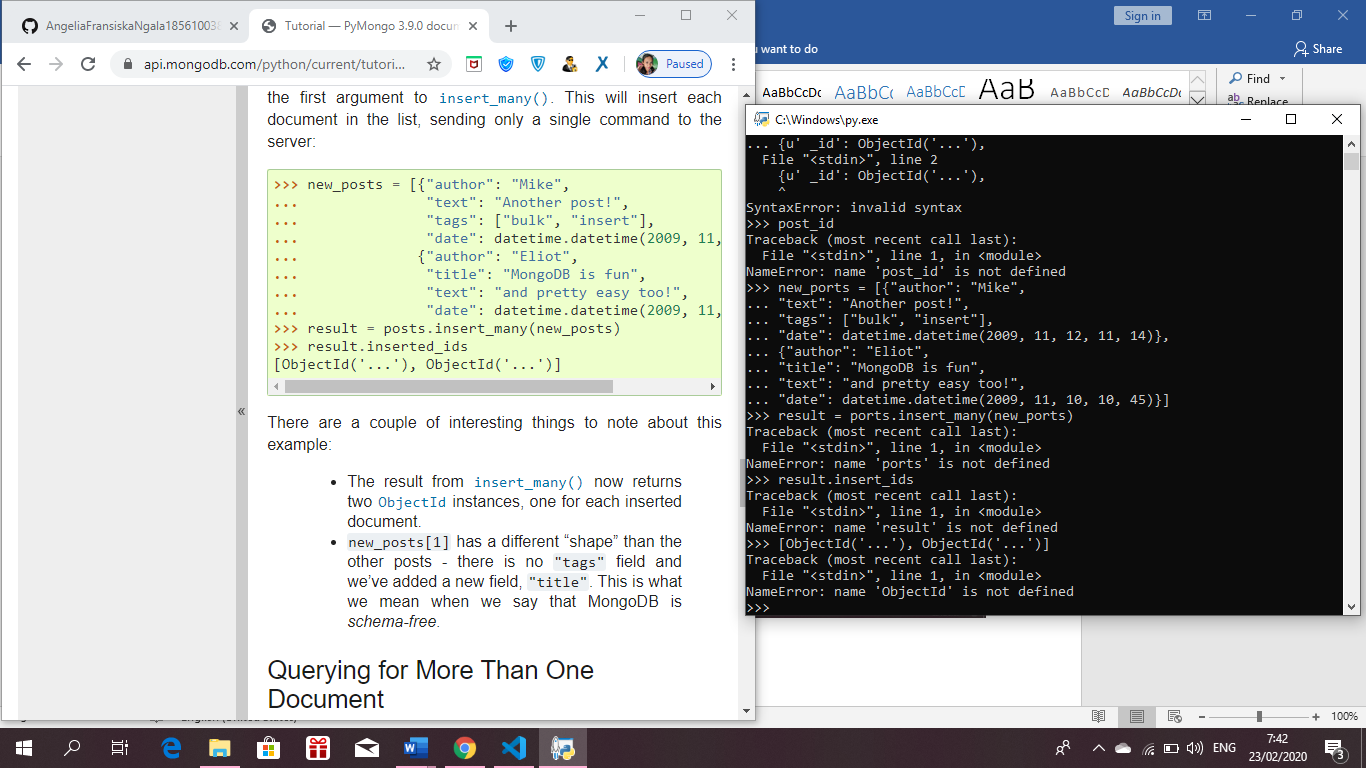 AngeliaFransiskaNgala18561003
Tutorial — PyMongo 3.9.0 docum
api.mongodb.com/python/current/tutori...
Paused
the first argument to insert_many(). This will insert each
document in the list, sending only a single command to the
server:
>>> new_posts = [{"author": "Mike",
... "text": "Another post!",
... "tags": ["bulk", "insert"],
... "date": datetime.datetime(2009, 11,
... {"author": "Eliot",
... "title": "MongoDB is fun",
... "text": "and pretty easy too!",
... "date": datetime.datetime(2009, 11,
>>> result = posts.insert_many(new_posts)
>>> result.inserted_ids
[ObjectId('...'), ObjectId('...')]
«
There are a couple of interesting things to note about this
example:
• The result from insert_many() now returns
two ObjectId instances, one for each inserted
document.
• new_posts[1] has a different “shape” than the
other posts - there is no "tags" field and
we’ve added a new field, "title". This is what
we mean when we say that MongoDB is
schema-free.
Querying for More Than One
Document
Sign in
u want to do
Share
AaBbCcDc AaBbCc AaBbCcD AaB AaBbCcD AaBbCcDc
Find
Replace
C:\Windows\py.exe
... {u' _id': ObjectId('...'),
File "<stdin>", line 2
{u' _id': ObjectId('...'),
^
SyntaxError: invalid syntax
>>> post_id
Traceback (most recent call last):
File "<stdin>", line 1, in <module>
NameError: name 'post_id' is not defined
>>> new_ports = [{"author": "Mike",
... "text": "Another post!",
... "tags": ["bulk", "insert"],
... "date": datetime.datetime(2009, 11, 12, 11, 14)},
... {"author": "Eliot",
... "title": "MongoDB is fun",
... "text": "and pretty easy too!",
... "date": datetime.datetime(2009, 11, 10, 10, 45)}]
>>> result = ports.insert_many(new_ports)
Traceback (most recent call last):
File "<stdin>", line 1, in <module>
NameError: name 'ports' is not defined
>>> result.insert_ids
Traceback (most recent call last):
File "<stdin>", line 1, in <module>
NameError: name 'result' is not defined
>>> [ObjectId('...'), ObjectId('...')]
Traceback (most recent call last):
File "<stdin>", line 1, in <module>
NameError: name 'ObjectId' is not defined
>>>
100%
ENG
7:42
23/02/2020
3